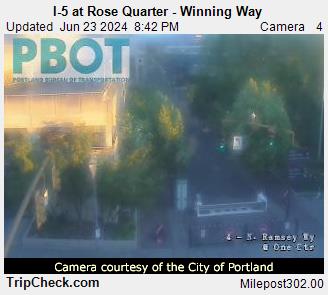 I-5 at Rose Quarter - Winning Way
Updated Jun 23 2024 8:42 PM Camera 4
PBOT
PORTLAND BUREAU OF TRANSPORTATION
4 - N. Ramsey Wy
@ One Ctr
Camera courtesy of the City of Portland
TripCheck.com Milepost302.00